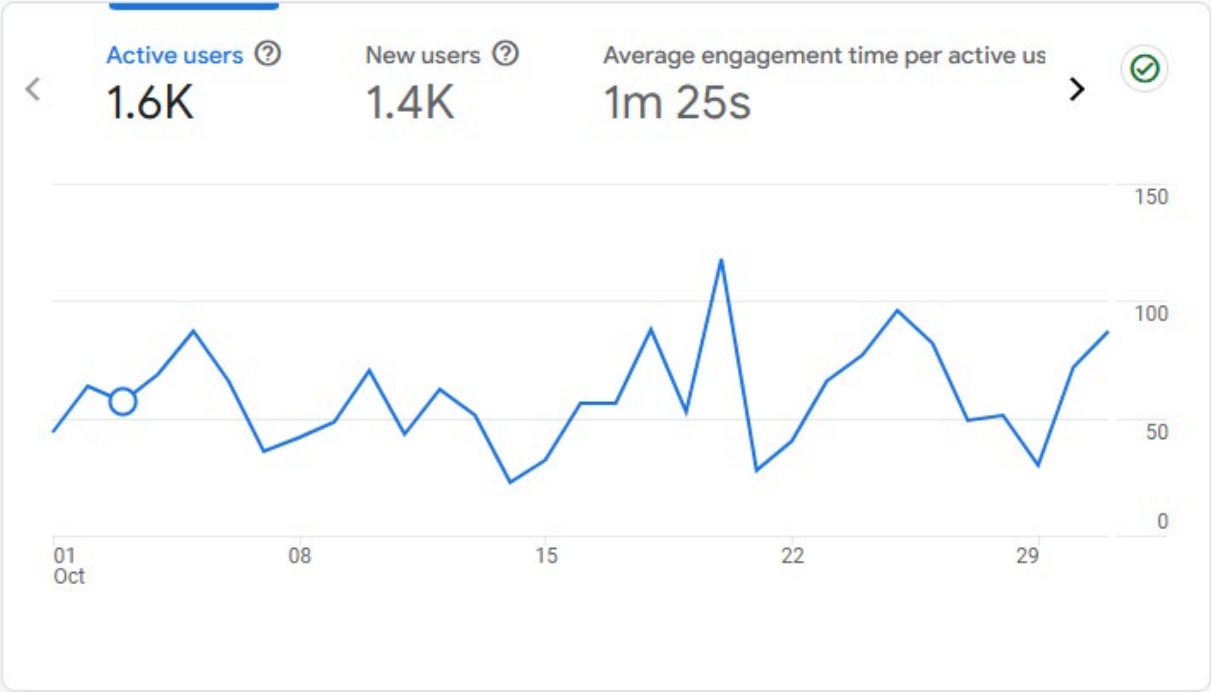 Active users New users Average engagement time per active us
1.6K 1.4K 1m 25s
150
100
50
0
01 08 15 22 29
Oct